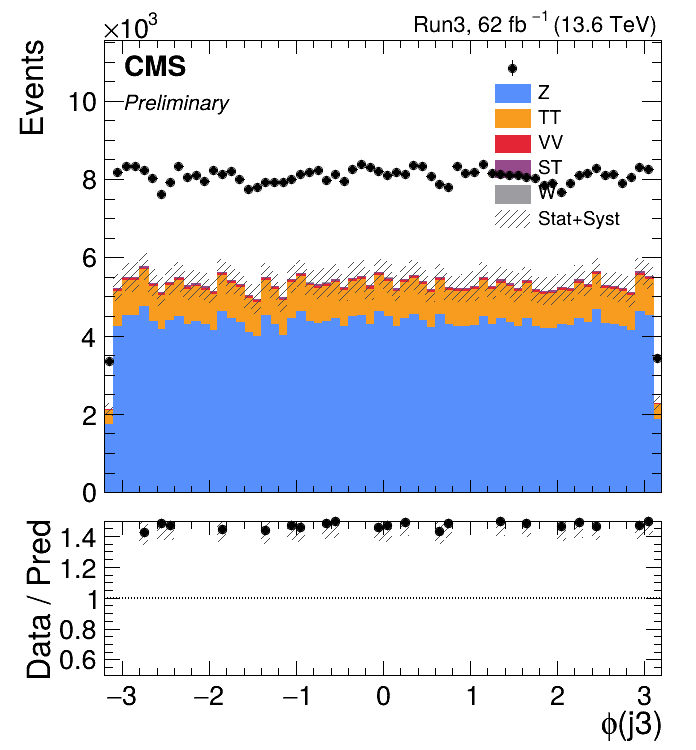 ×10³
Run3, 62 fb ⁻¹ (13.6 TeV)
Events
CMS
Preliminary
Z
TT
VV
ST
W
Stat+Syst
10
8
6
4
2
0
Data / Pred
1.4
1.2
1
0.8
0.6
−3
−2
−1
0
1
2
3
ϕ(j3)